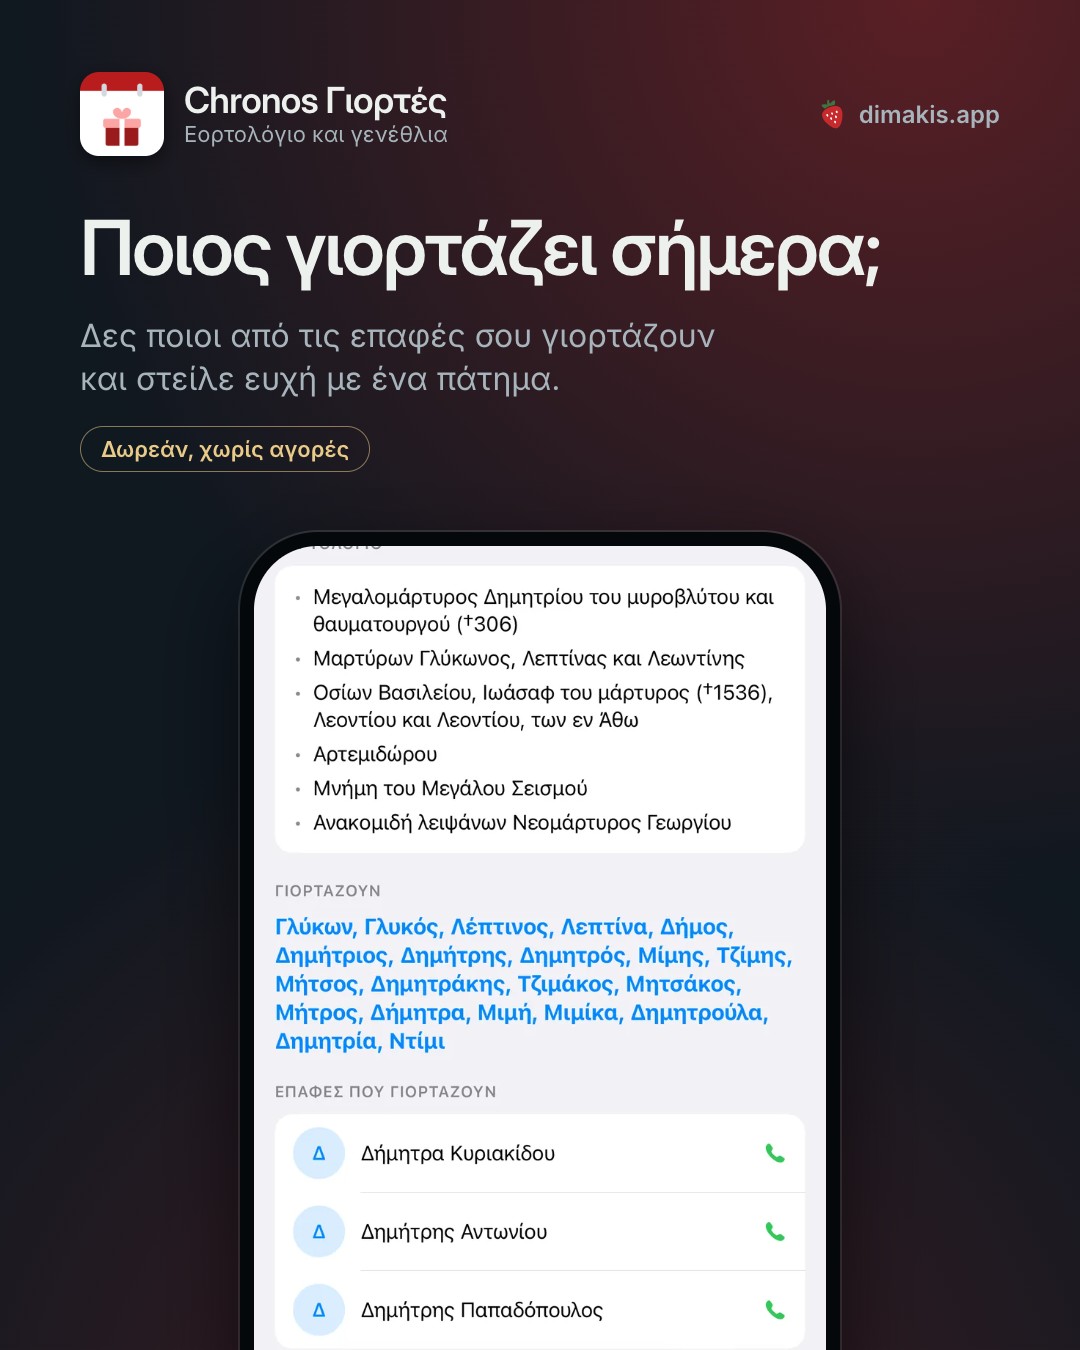 Chronos Γιορτές
Εορτολόγιο και γενέθλια
dimakis.app
Ποιος γιορτάζει σήμερα;
Δες ποιοι από τις επαφές σου γιορτάζουν
και στείλε ευχή με ένα πάτημα.
Δωρεάν, χωρίς αγορές
• Μεγαλομάρτυρος Δημητρίου του μυροβλύτου και
θαυματουργού (†306)
• Μαρτύρων Γλύκωνος, Λεπτίνας και Λεωντίνης
• Οσίων Βασιλείου, Ιωάσαφ του μάρτυρος (†1536),
Λεοντίου και Λεοντίου, των εν Άθω
• Αρτεμιδώρου
• Μνήμη του Μεγάλου Σεισμού
• Ανακομιδή λειψάνων Νεομάρτυρος Γεωργίου
ΓΙΟΡΤΑΖΟΥΝ
Γλύκων, Γλυκός, Λέπτινος, Λεπτίνα, Δήμος,
Δημήτριος, Δημήτρης, Δημητρός, Μίμης, Τζίμης,
Μήτσος, Δημητράκης, Τζιμάκος, Μητσάκος,
Μήτρος, Δήμητρα, Μιμή, Μιμίκα, Δημητρούλα,
Δημητρία, Ντίμι
ΕΠΑΦΕΣ ΠΟΥ ΓΙΟΡΤΑΖΟΥΝ
Δ Δήμητρα Κυριακίδου
Δ Δημήτρης Αντωνίου
Δ Δημήτρης Παπαδόπουλος